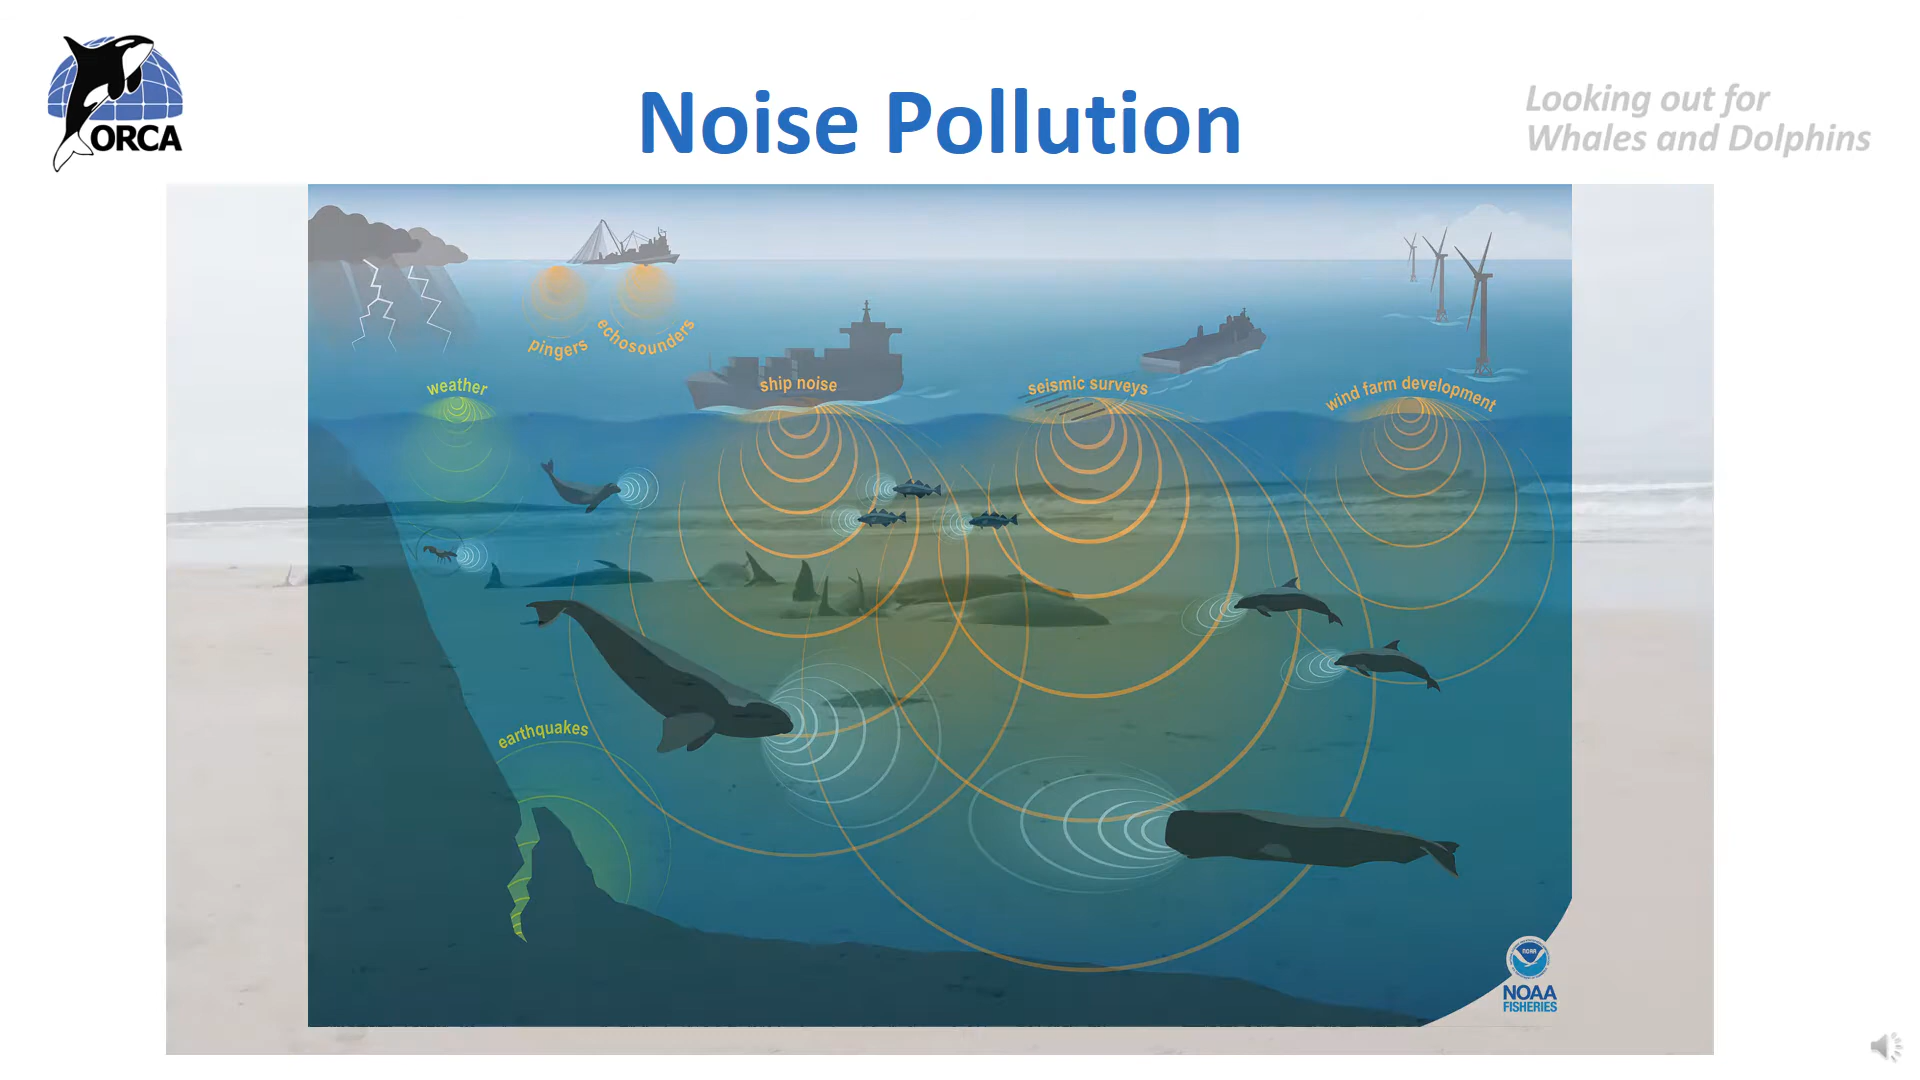 ORCA
Noise Pollution
Looking out for
Whales and Dolphins
pingers
echosounders
weather
ship noise
seismic surveys
wind farm development
earthquakes
NOAA
NOAA
FISHERIES